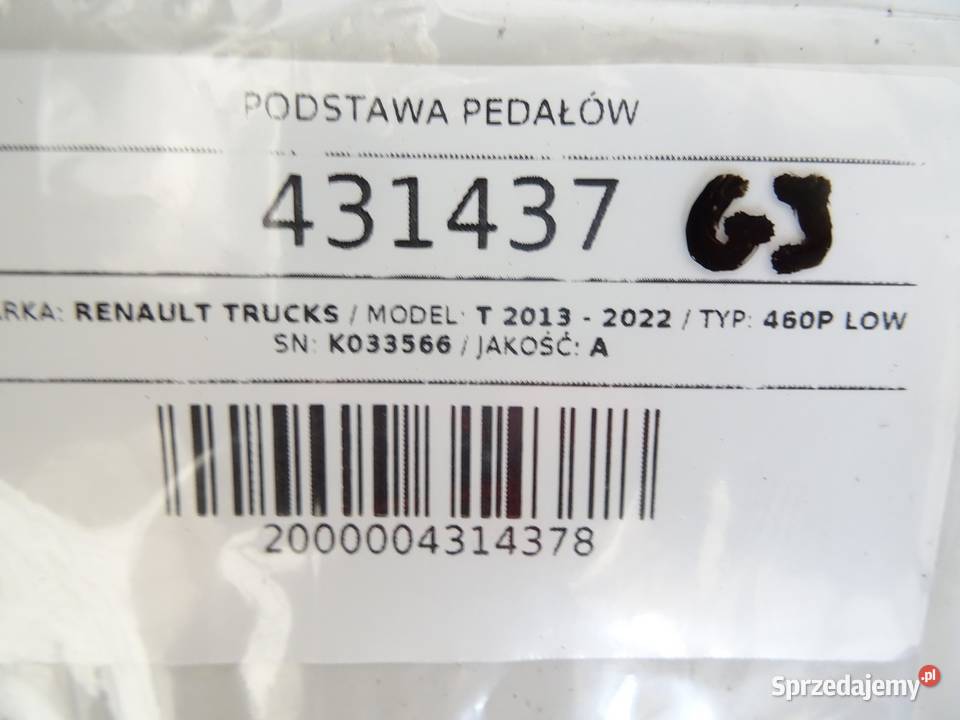 PODSTAWA PEDAŁÓW
431437 GJ
ARKA: RENAULT TRUCKS / MODEL: T 2013 - 2022 / TYP: 460P LOW
SN: K033566 / JAKOŚĆ: A
2000004314378
Sprzedajemy.pl